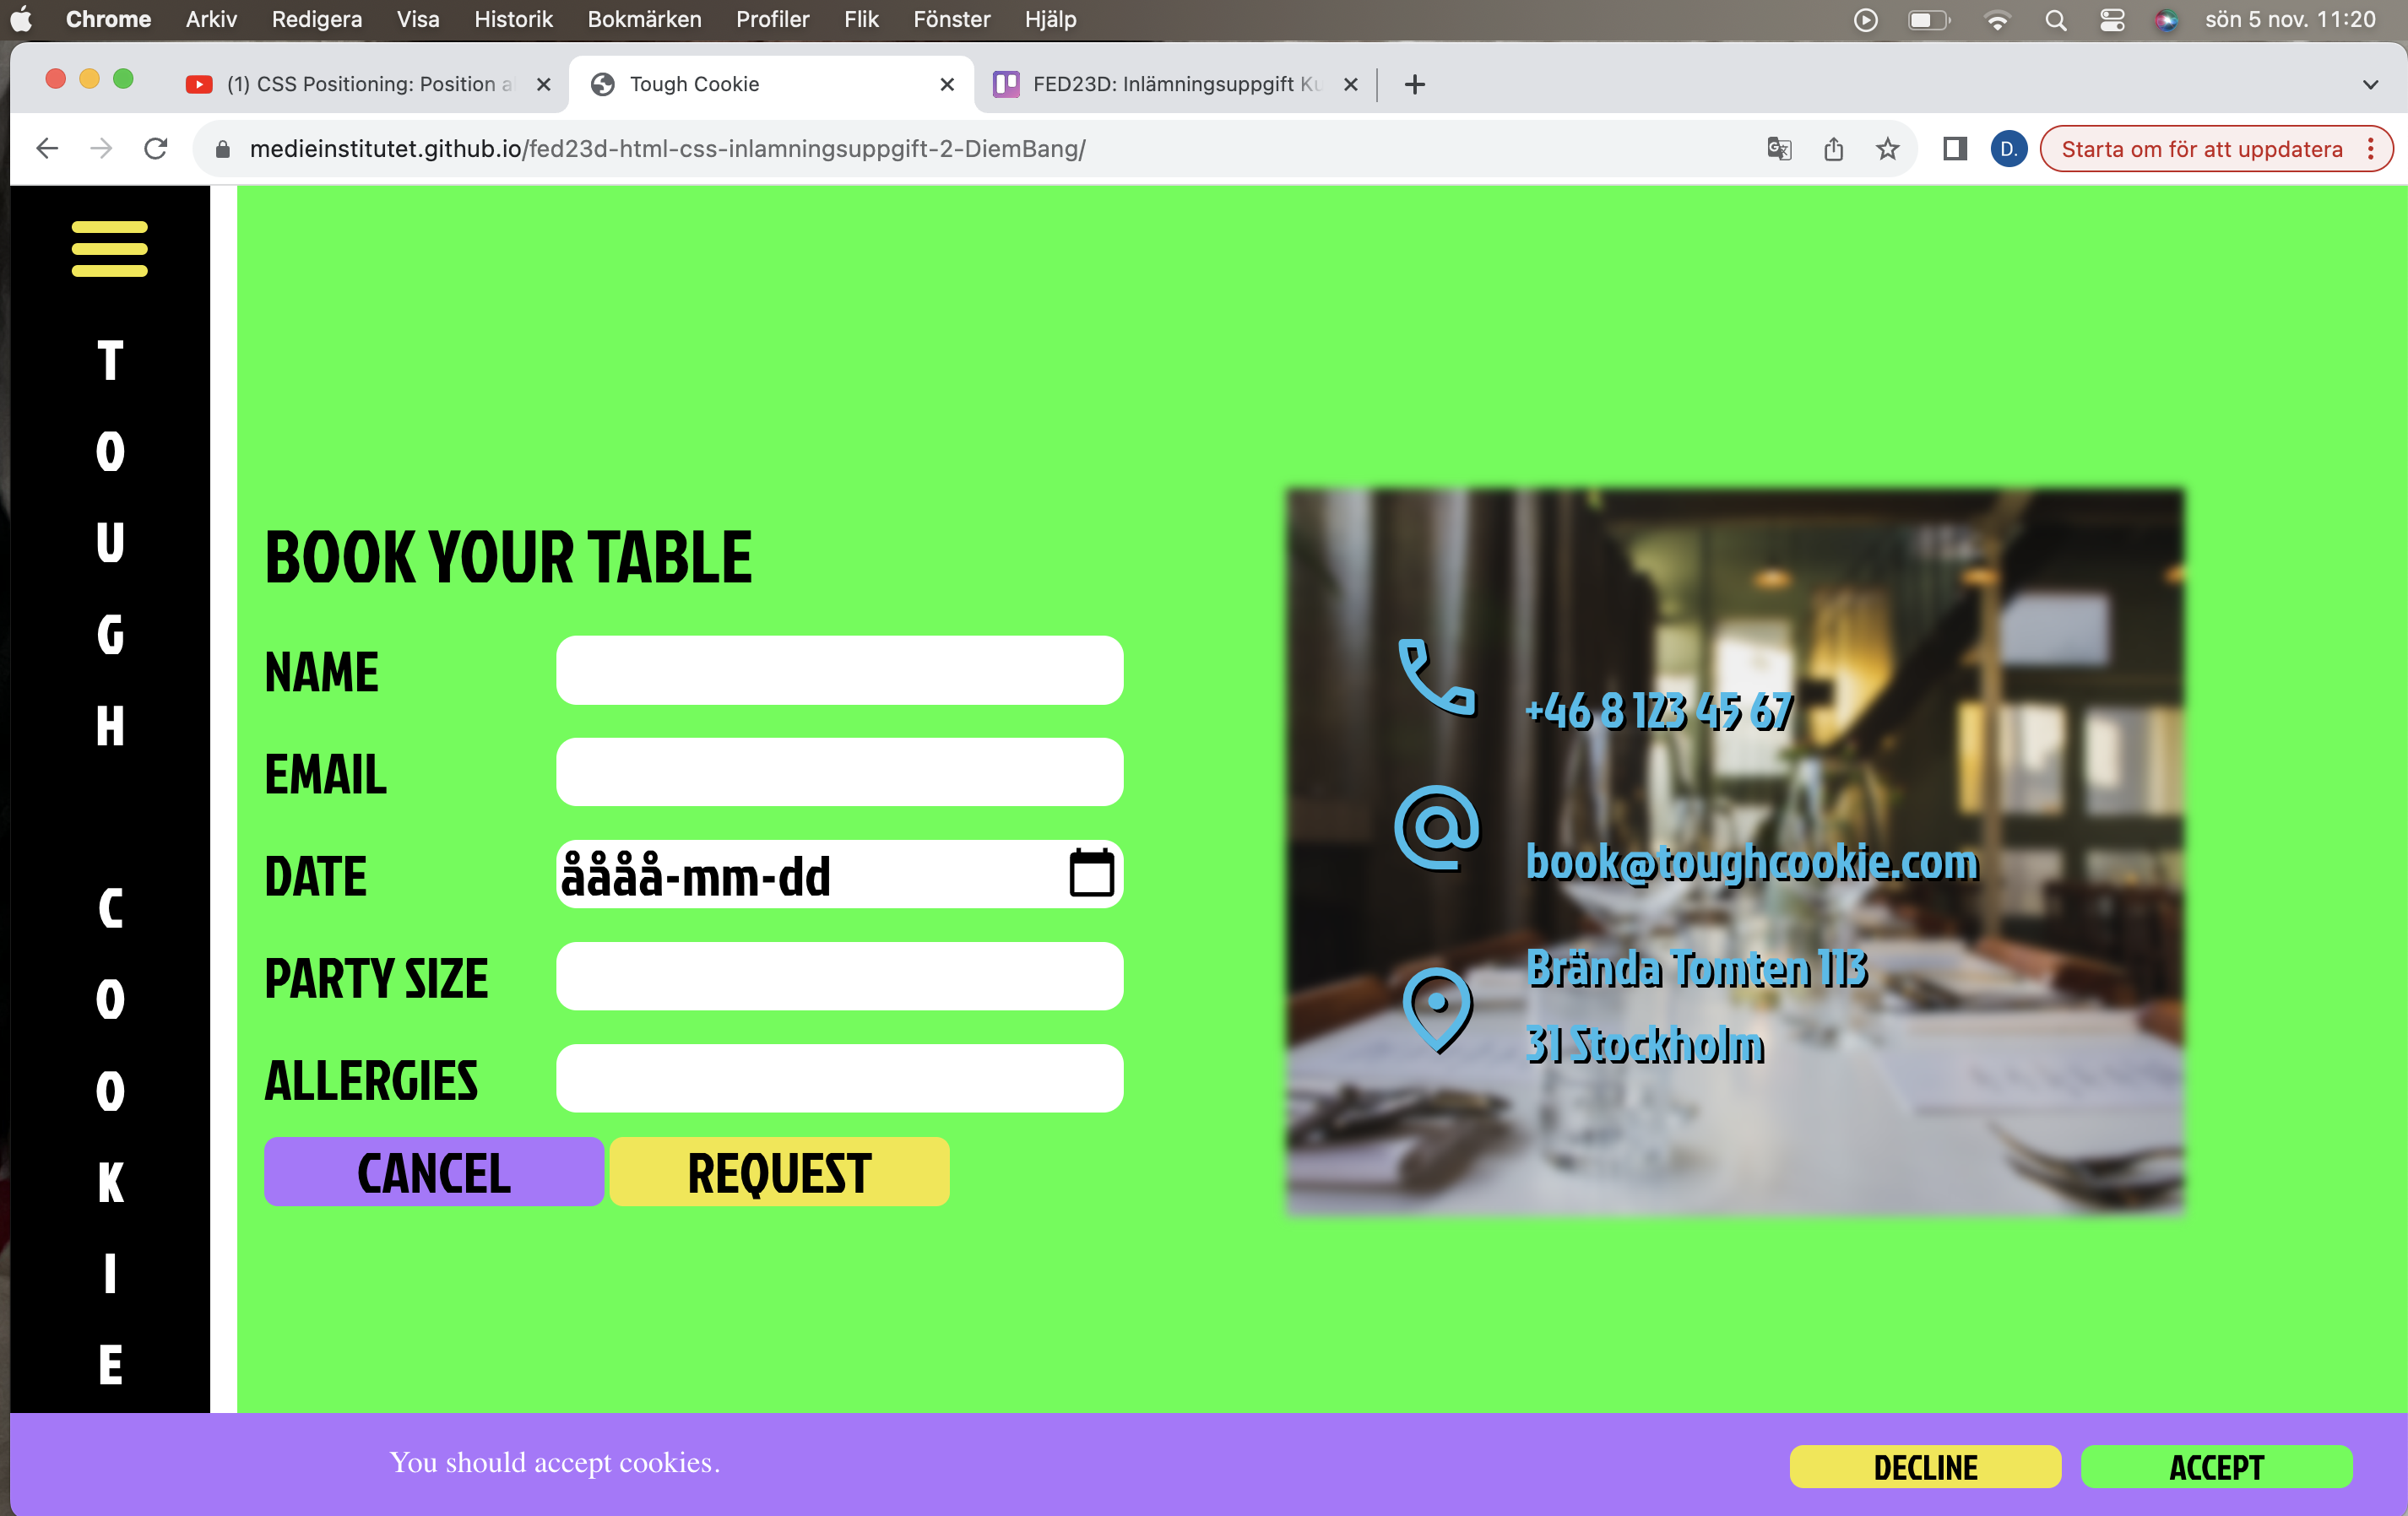 Chrome Arkiv Redigera Visa Historik Bokmärken Profiler Flik Fönster Hjälp sön 5 nov. 11:20
(1) CSS Positioning: Position a Tough Cookie FED23D: Inlämningsuppgift Ku
medieinstitutet.github.io/fed23d-html-css-inlamningsuppgift-2-DiemBang/ D. Starta om för att uppdatera
T
O
U
G
H
C
O
O
K
I
E
BOOK YOUR TABLE
NAME
EMAIL
DATE åååå-mm-dd
PARTY SIZE
ALLERGIES
CANCEL REQUEST
+46 8 123 45 67
book@toughcookie.com
Brända Tomten 113
31 Stockholm
You should accept cookies. DECLINE ACCEPT